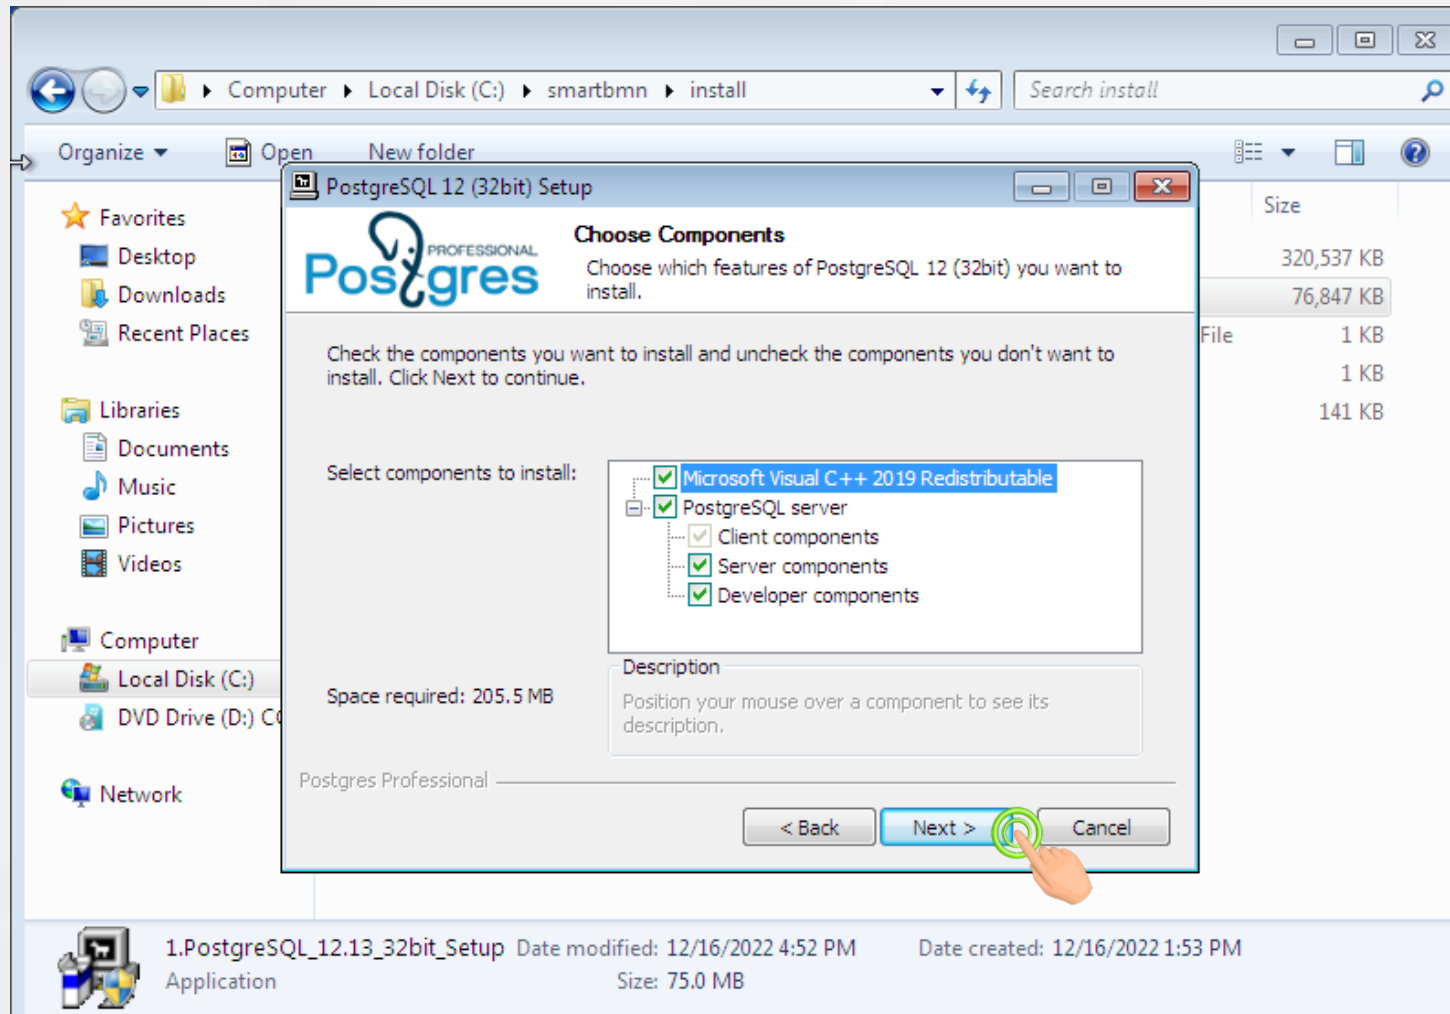 Computer Local Disk (C:) smartbmn install Search install
Organize Open New folder
Size
Favorites
Desktop
Downloads
Recent Places
Libraries
Documents
Music
Pictures
Videos
Computer
Local Disk (C:)
DVD Drive (D:)
Network
320,537 KB
76,847 KB
File 1 KB
1 KB
141 KB
PostgreSQL 12 (32bit) Setup
PROFESSIONAL
Postgres
Choose Components
Choose which features of PostgreSQL 12 (32bit) you want to
install.
Check the components you want to install and uncheck the components you don't want to
install. Click Next to continue.
Select components to install:
Microsoft Visual C++ 2019 Redistributable
PostgreSQL server
Client components
Server components
Developer components
Space required: 205.5 MB
Description
Position your mouse over a component to see its
description.
Postgres Professional
< Back Next > Cancel
1.PostgreSQL_12.13_32bit_Setup Date modified: 12/16/2022 4:52 PM Date created: 12/16/2022 1:53 PM
Application Size: 75.0 MB